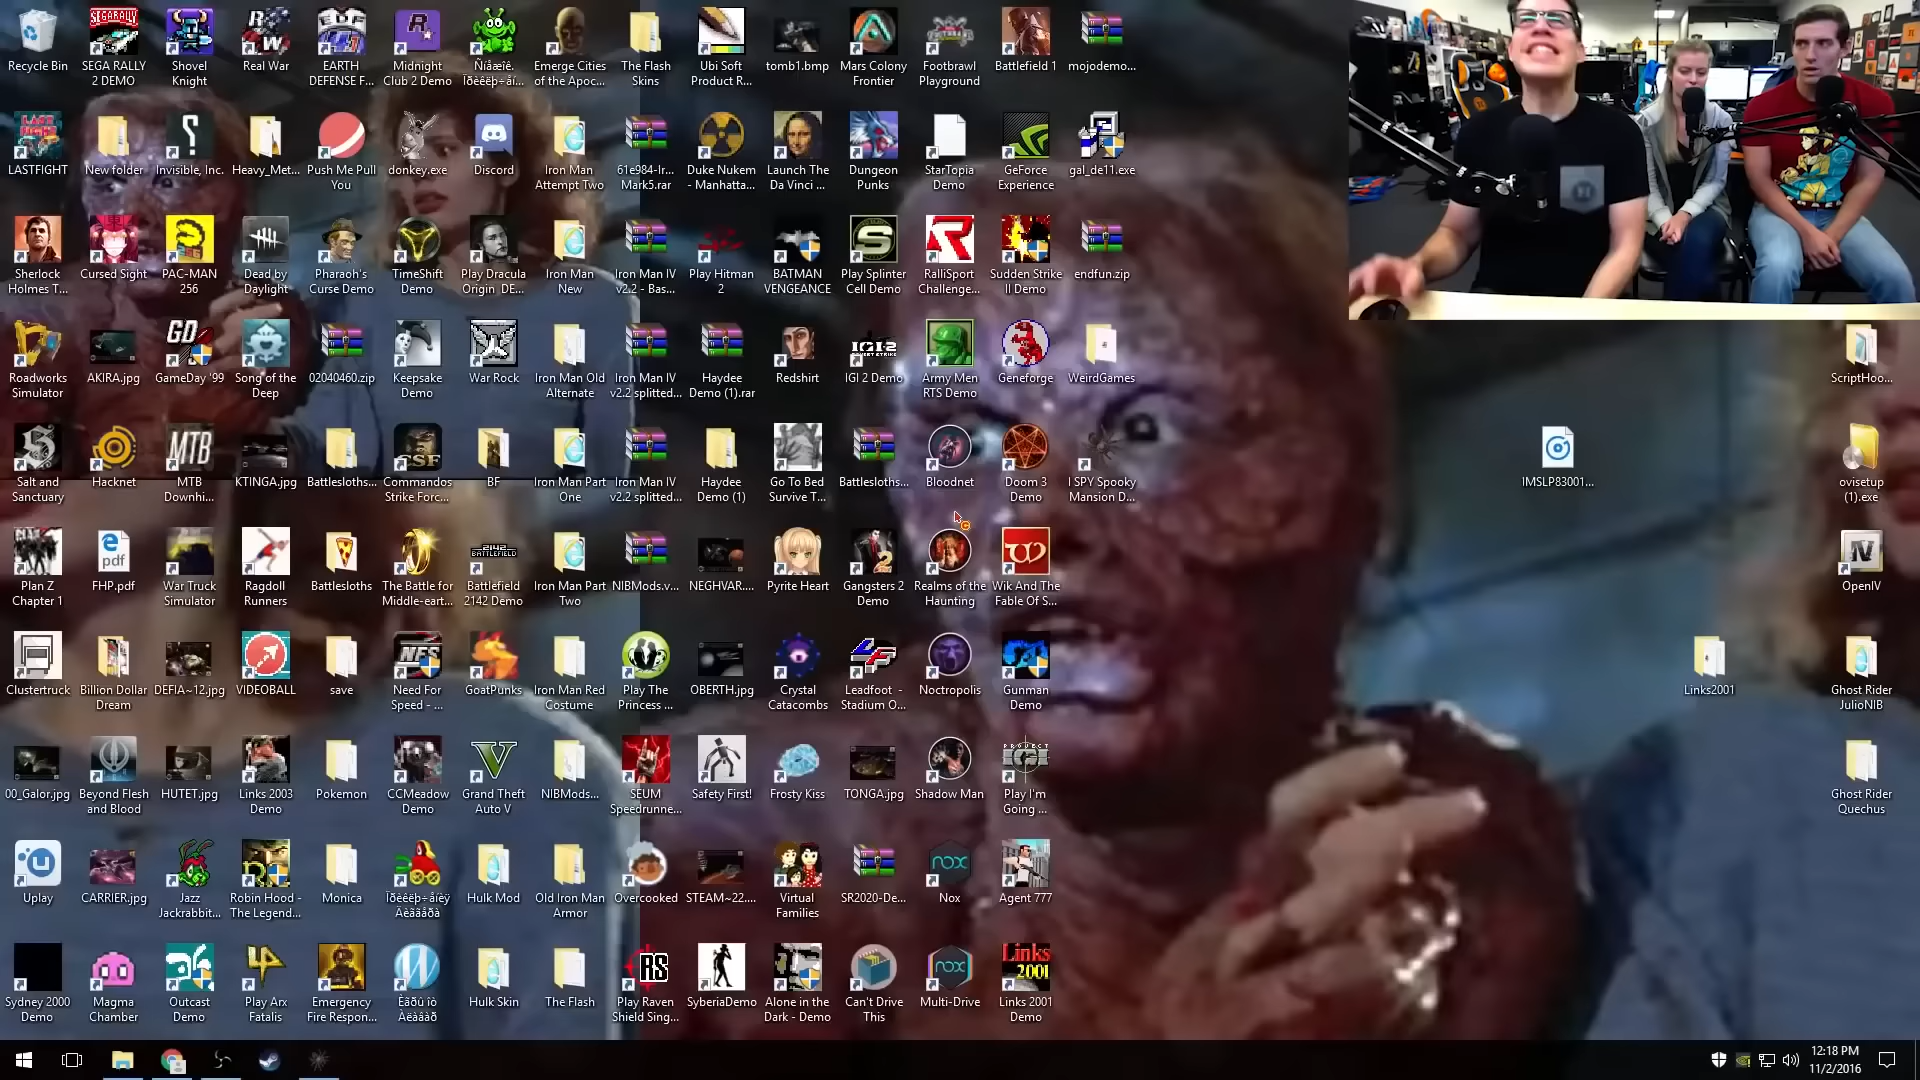 Recycle Bin
SEGA RALLY
2 DEMO
Shovel
Knight
Real War
EARTH
DEFENSE F...
Midnight
Club 2 Demo
Ñíåæíîé.
Ïðèêëþ÷åí...
Emerge Cities
of the Apoc...
The Flash
Skins
Ubi Soft
Product R...
tomb1.bmp
Mars Colony
Frontier
Footbrawl
Playground
Battlefield 1
mojodemo...
LASTFIGHT
New folder
Invisible, Inc.
Heavy_Met...
Push Me Pull
You
donkey.exe
Discord
Iron Man
Attempt Two
61e984-Ir...
Mark5.rar
Duke Nukem
- Manhatta...
Launch The
Da Vinci ...
Dungeon
Punks
StarTopia
Demo
GeForce
Experience
gal_de11.exe
Sherlock
Holmes T...
Cursed Sight
PAC-MAN
256
Dead by
Daylight
Pharaoh's
Curse Demo
TimeShift
Demo
Play Dracula
Origin DE...
Iron Man
New
Iron Man IV
v2.2 - Bas...
Play Hitman
2
BATMAN
VENGEANCE
Play Splinter
Cell Demo
RalliSport
Challenge...
Sudden Strike
II Demo
endfun.zip
Roadworks
Simulator
AKIRA.jpg
GameDay '99
Song of the
Deep
02040460.zip
Keepsake
Demo
War Rock
Iron Man Old
Alternate
Iron Man IV
v2.2 splitted...
Haydee
Demo (1).rar
Redshirt
IGI 2 Demo
Army Men
RTS Demo
Geneforge
WeirdGames
ScriptHoo...
Salt and
Sanctuary
Hacknet
MTB
Downhi...
KTINGA.jpg
Battlesloths...
Commandos
Strike Forc...
BF
Iron Man Part
One
Iron Man IV
v2.2 splitted...
Haydee
Demo (1)
Go To Bed
Survive T...
Battlesloths...
Bloodnet
Doom 3
Demo
I SPY Spooky
Mansion D...
IMSLP83001...
ovisetup
(1).exe
Plan Z
Chapter 1
FHP.pdf
War Truck
Simulator
Ragdoll
Runners
Battlesloths
The Battle for
Middle-eart...
Battlefield
2142 Demo
Iron Man Part
Two
NIBMods.v...
NEGHVAR....
Pyrite Heart
Gangsters 2
Demo
Realms of the
Haunting
Wik And The
Fable Of S...
OpenIV
Clustertruck
Billion Dollar
Dream
DEFIA~12.jpg
VIDEOBALL
save
Need For
Speed - ...
GoatPunks
Iron Man Red
Costume
Play The
Princess ...
OBERTH.jpg
Crystal
Catacombs
Leadfoot -
Stadium O...
Noctropolis
Gunman
Demo
Links2001
Ghost Rider
JulioNIB
00_Galor.jpg
Beyond Flesh
and Blood
HUTET.jpg
Links 2003
Demo
Pokemon
CCMeadow
Demo
Grand Theft
Auto V
NIBMods...
SEUM
Speedrunne...
Safety First!
Frosty Kiss
TONGA.jpg
Shadow Man
Play I'm
Going ...
Ghost Rider
Quechus
Uplay
CARRIER.jpg
Jazz
Jackrabbit...
Robin Hood -
The Legend...
Monica
Hulk Mod
Old Iron Man
Armor
Overcooked
STEAM~22....
Virtual
Families
SR2020-De...
Nox
Agent 777
Sydney 2000
Demo
Magma
Chamber
Outcast
Demo
Play Arx
Fatalis
Emergency
Fire Respon...
Hulk Skin
The Flash
Play Raven
Shield Sing...
SyberiaDemo
Alone in the
Dark - Demo
Can't Drive
This
Multi-Drive
Links 2001
Demo
12:18 PM
11/2/2016